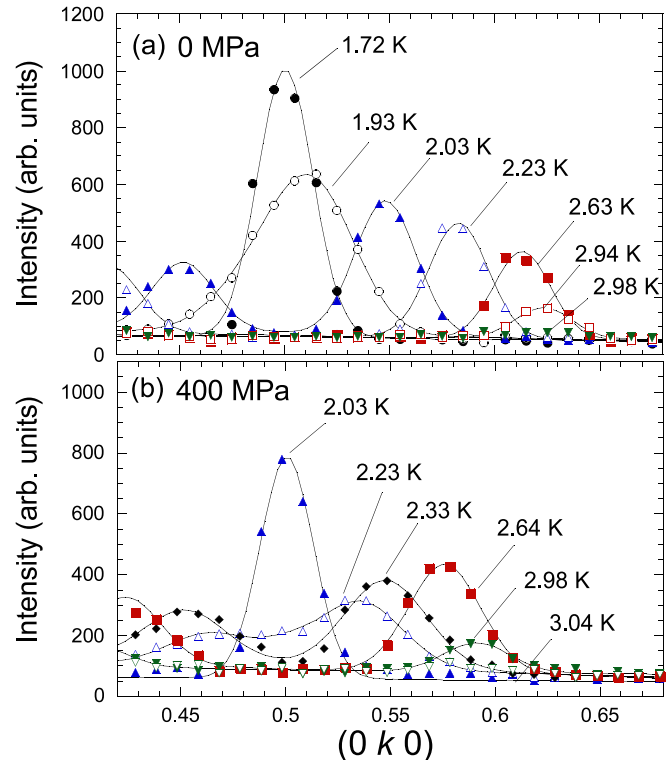 1200
(a) 0 MPa
1.72 K
1000
1.93 K
800
2.03 K
2.23 K
600
2.63 K
400
2.94 K
200
2.98 K
0
Intensity (arb. units)
(b) 400 MPa
2.03 K
800
2.23 K
2.33 K
600
2.64 K
400
2.98 K
200
3.04 K
0
Intensity (arb. units)
0.45 0.5 0.55 0.6 0.65
(0 k 0)